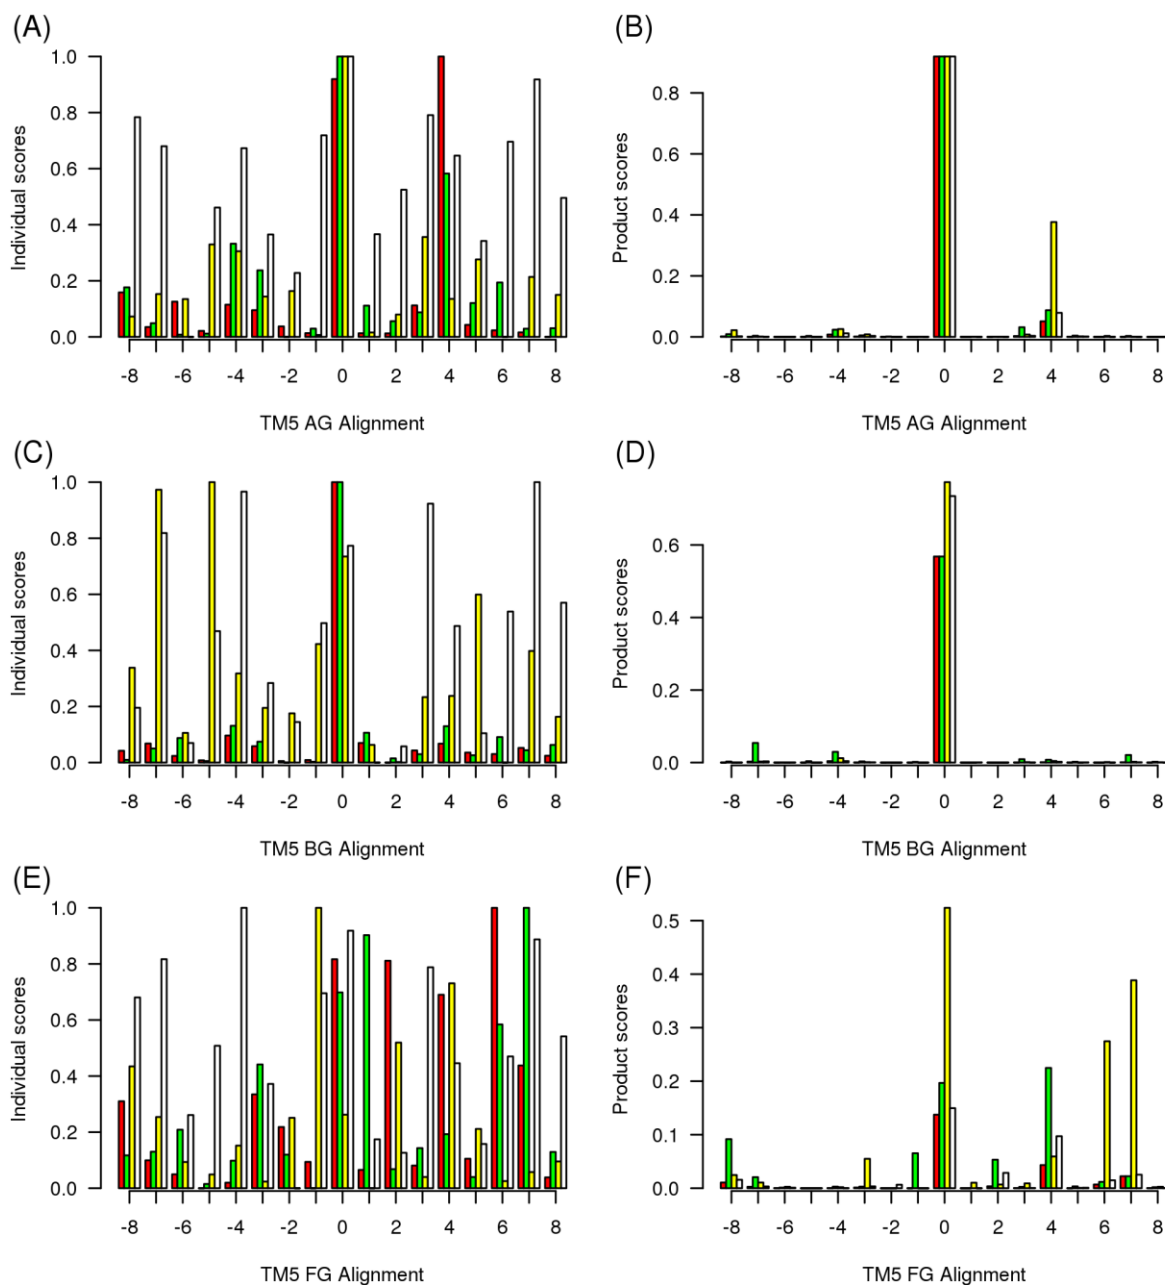 (A)
Individual scores
1.0
0.8
0.6
0.4
0.2
0.0
-8 -6 -4 -2 0 2 4 6 8
TM5 AG Alignment
(B)
Product scores
0.8
0.6
0.4
0.2
0.0
-8 -6 -4 -2 0 2 4 6 8
TM5 AG Alignment
(C)
Individual scores
1.0
0.8
0.6
0.4
0.2
0.0
-8 -6 -4 -2 0 2 4 6 8
TM5 BG Alignment
(D)
Product scores
0.6
0.4
0.2
0.0
-8 -6 -4 -2 0 2 4 6 8
TM5 BG Alignment
(E)
Individual scores
1.0
0.8
0.6
0.4
0.2
0.0
-8 -6 -4 -2 0 2 4 6 8
TM5 FG Alignment
(F)
Product scores
0.5
0.4
0.3
0.2
0.1
0.0
-8 -6 -4 -2 0 2 4 6 8
TM5 FG Alignment